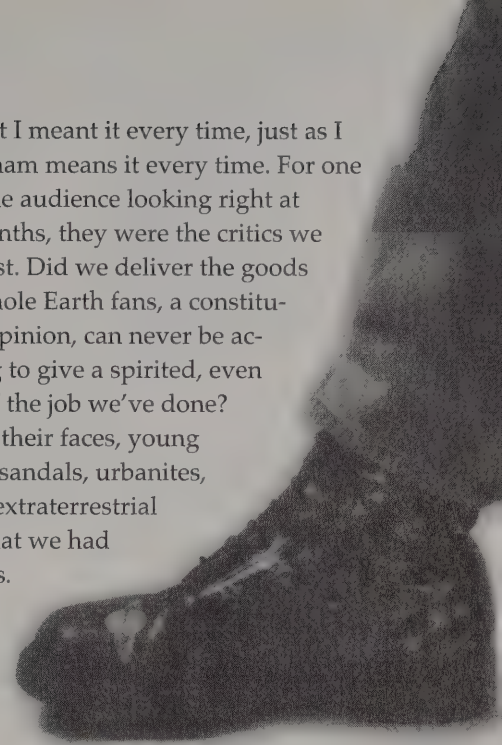 t I meant it every time, just as I
am means it every time. For one
e audience looking right at
nths, they were the critics we
st. Did we deliver the goods
ole Earth fans, a constitu-
pinion, can never be ac-
g to give a spirited, even
the job we've done?
their faces, young
sandals, urbanites,
extraterrestrial
at we had
s.